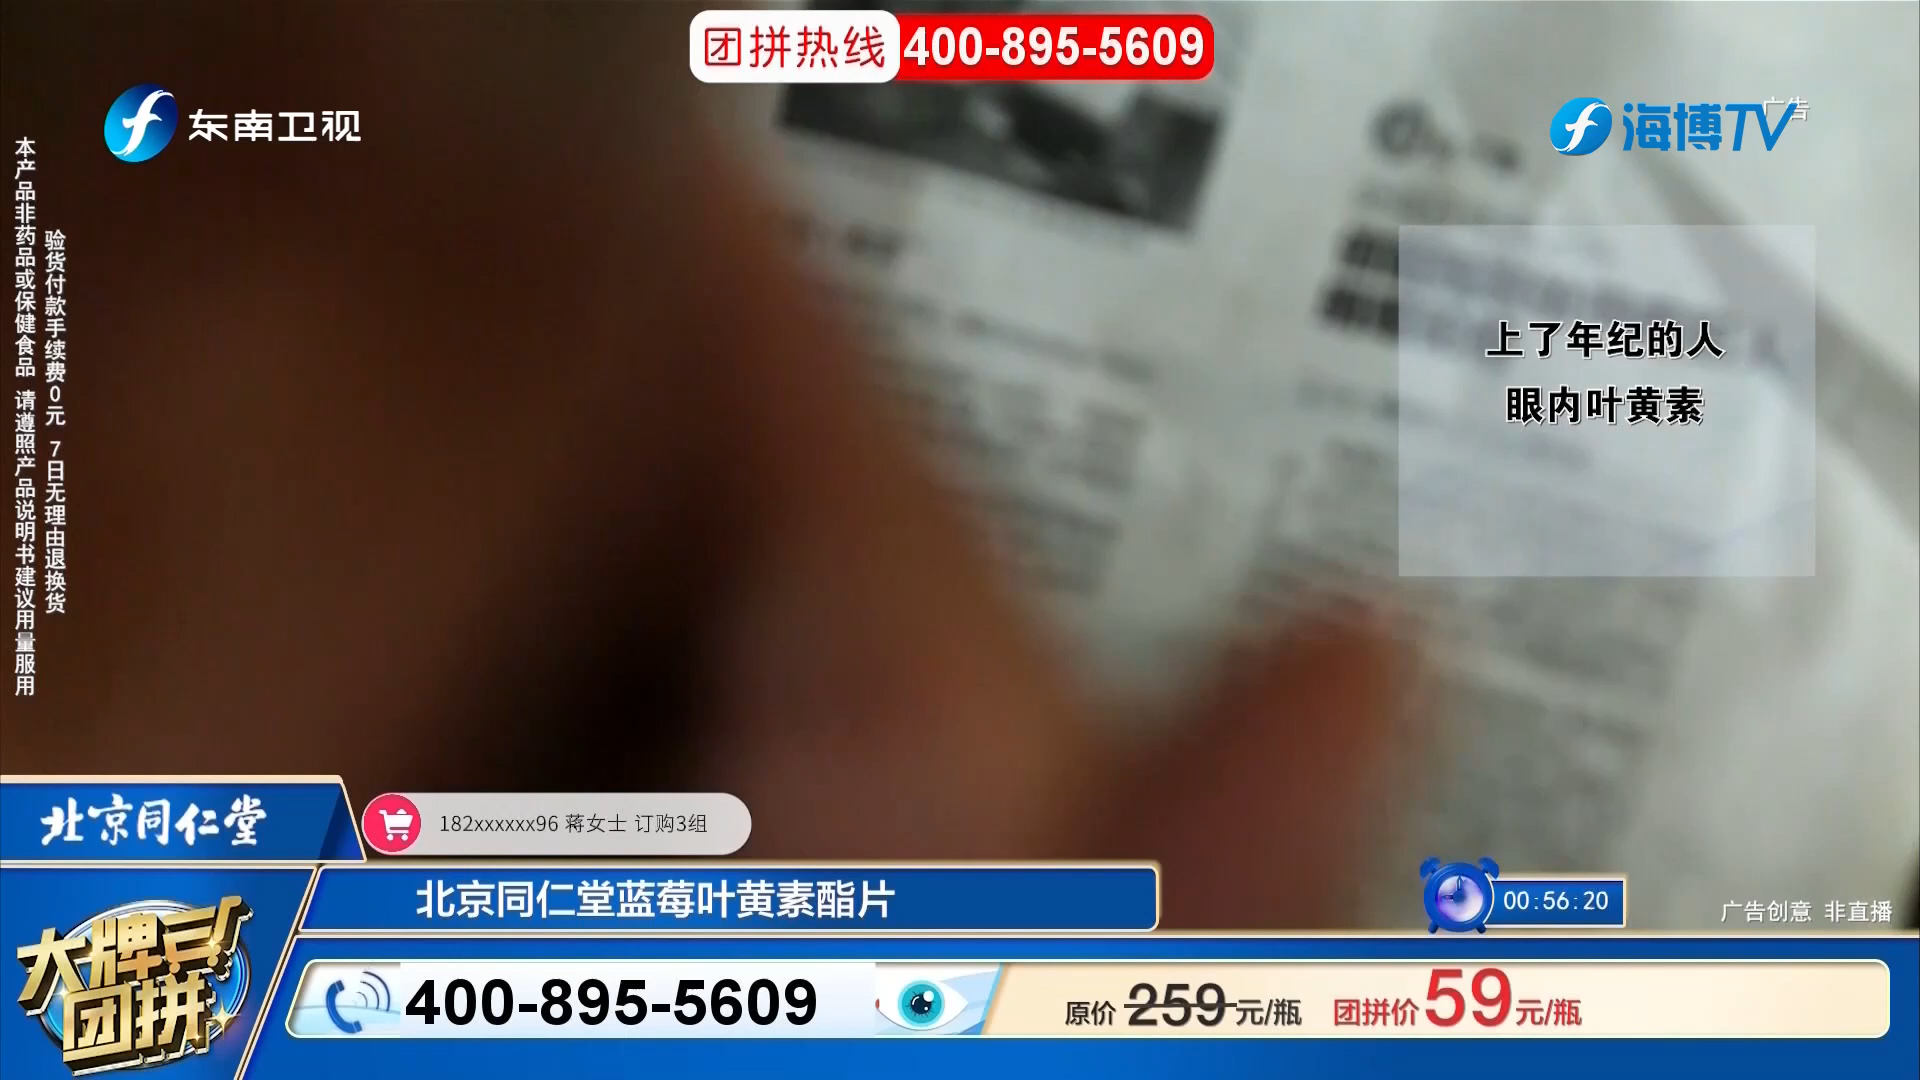 团拼热线 400-895-5609
东南卫视
海博TV
广告
本产品非药品或保健食品 请遵照产品说明书建议用量服用
验货付款手续费0元 7日无理由退换货
上了年纪的人
眼内叶黄素
北京同仁堂
182xxxxxx96 蒋女士 订购3组
北京同仁堂蓝莓叶黄素酯片
00:56:20
广告创意 非直播
大牌
团拼
400-895-5609
原价 259元/瓶 团拼价59元/瓶